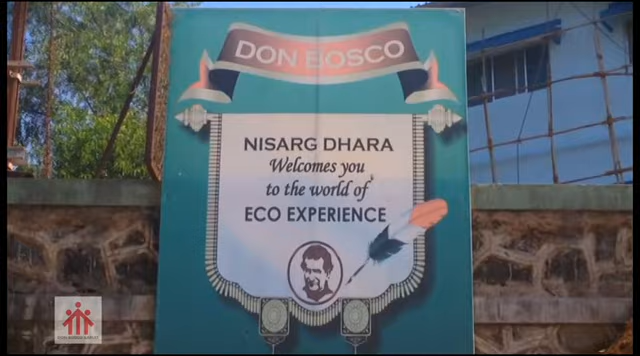 DON BOSCO
NISARG DHARA
Welcomes you
to the world of
ECO EXPERIENCE